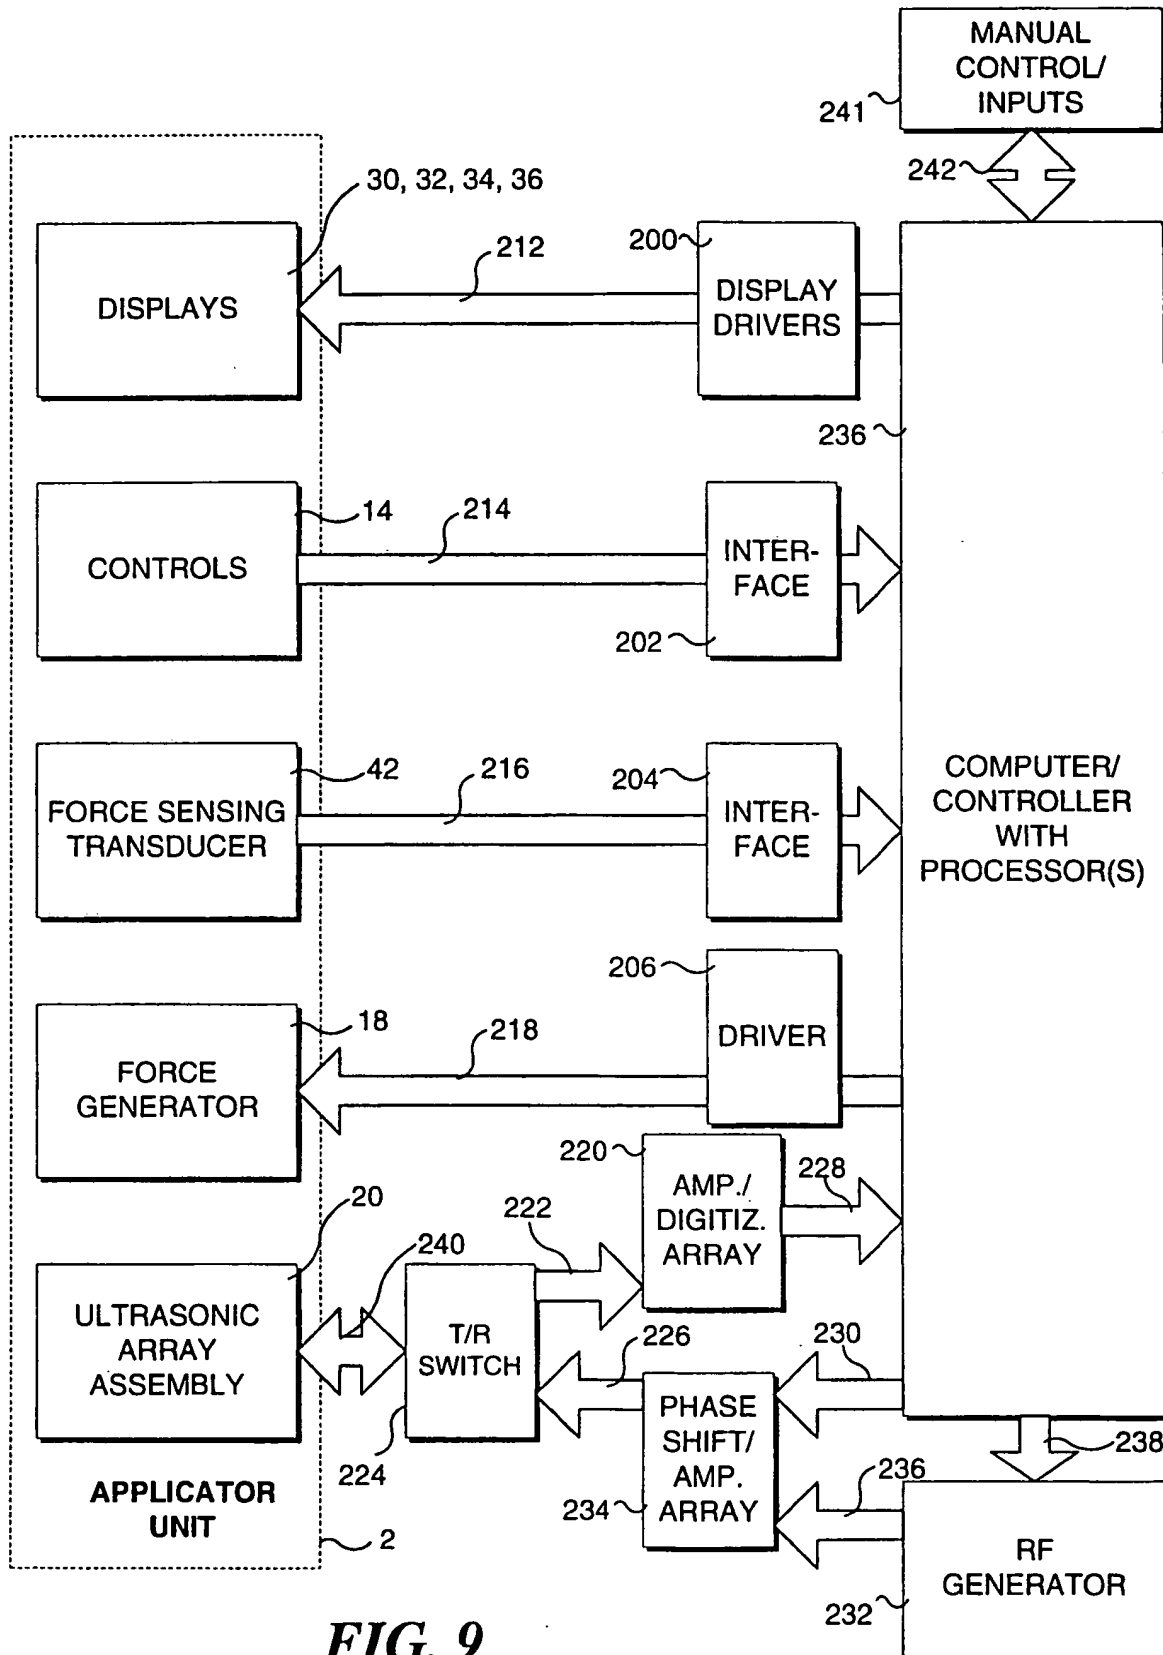 MANUAL
CONTROL/
INPUTS
241
242
30, 32, 34, 36
DISPLAYS
212
200
DISPLAY
DRIVERS
236
CONTROLS
14
214
INTER-
FACE
202
FORCE SENSING
TRANSDUCER
42
216
204
INTER-
FACE
COMPUTER/
CONTROLLER
WITH
PROCESSOR(S)
FORCE
GENERATOR
18
218
206
DRIVER
220
AMP./
DIGITIZ.
ARRAY
228
ULTRASONIC
ARRAY
ASSEMBLY
20
240
222
T/R
SWITCH
224
226
PHASE
SHIFT/
AMP.
ARRAY
234
230
238
236
RF
GENERATOR
232
APPLICATOR
UNIT
2
FIG. 9